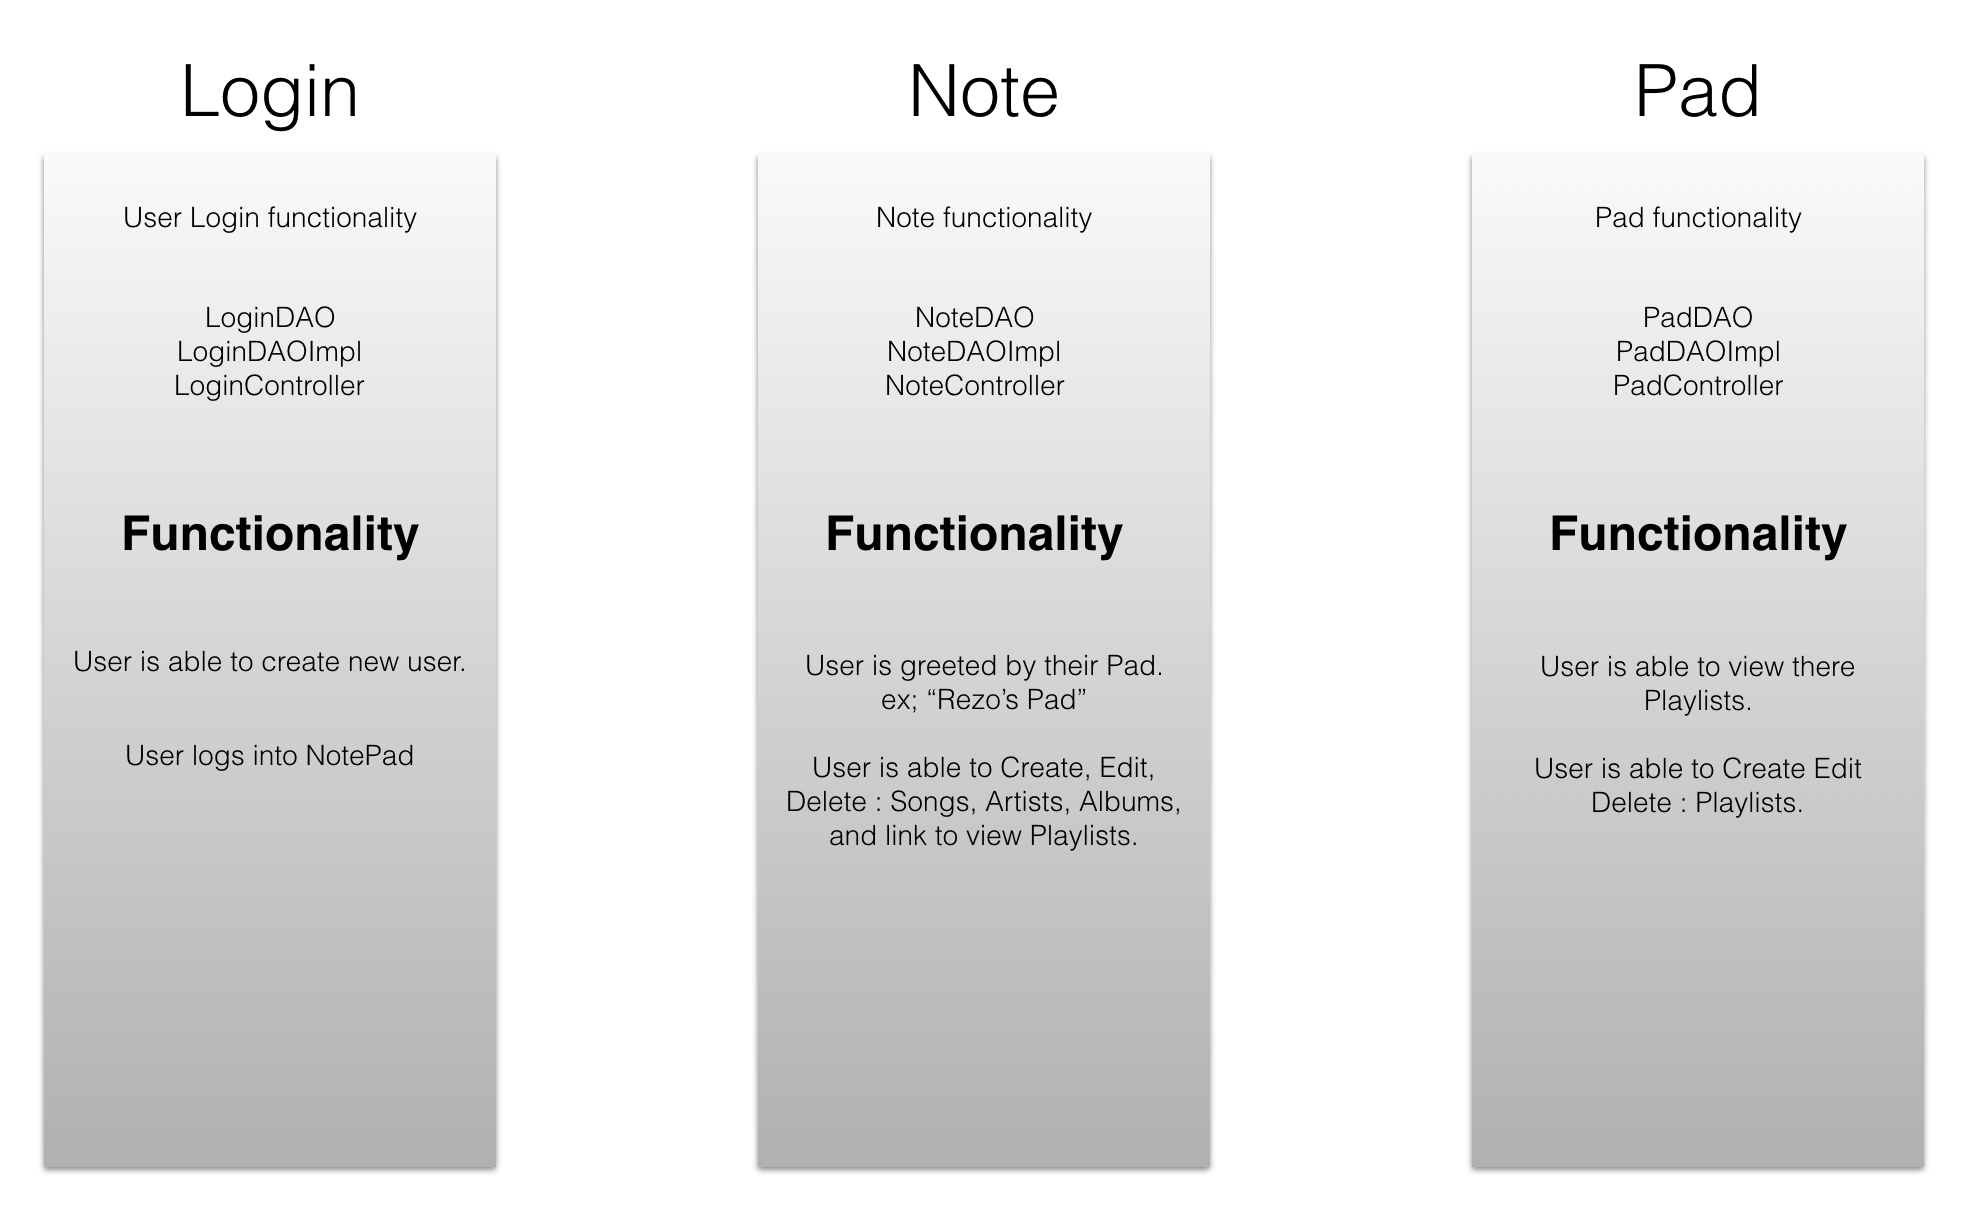 Login
User Login functionality
LoginDAO
LoginDAOImpl
LoginController
Functionality
User is able to create new user.
User logs into NotePad
Note
Note functionality
NoteDAO
NoteDAOImpl
NoteController
Functionality
User is greeted by their Pad.
ex; “Rezo’s Pad”
User is able to Create, Edit,
Delete : Songs, Artists, Albums,
and link to view Playlists.
Pad
Pad functionality
PadDAO
PadDAOImpl
PadController
Functionality
User is able to view there
Playlists.
User is able to Create Edit
Delete : Playlists.